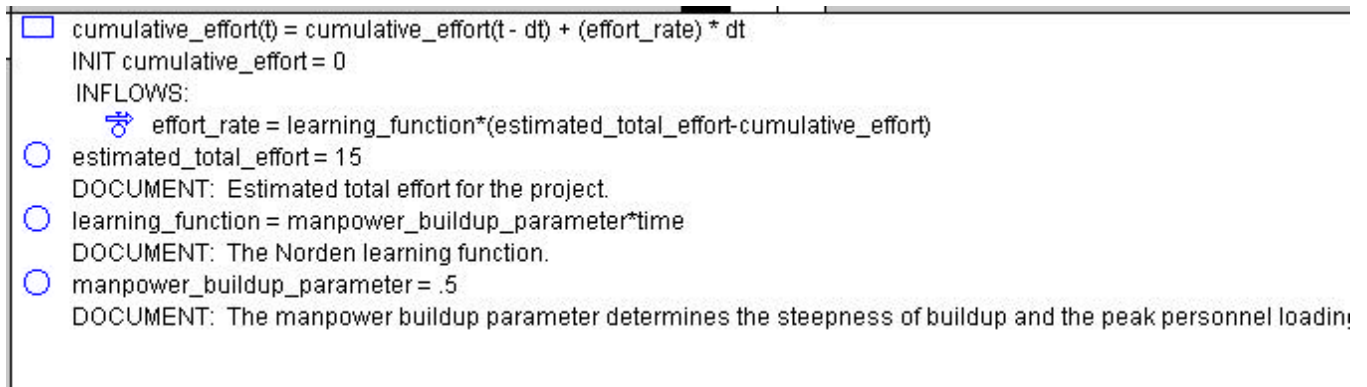 cumulative_effort(t) = cumulative_effort(t - dt) + (effort_rate) * dt
INIT cumulative_effort = 0
INFLOWS:
effort_rate = learning_function*(estimated_total_effort-cumulative_effort)
estimated_total_effort = 15
DOCUMENT: Estimated total effort for the project.
learning_function = manpower_buildup_parameter*time
DOCUMENT: The Norden learning function.
manpower_buildup_parameter = .5
DOCUMENT: The manpower buildup parameter determines the steepness of buildup and the peak personnel loading